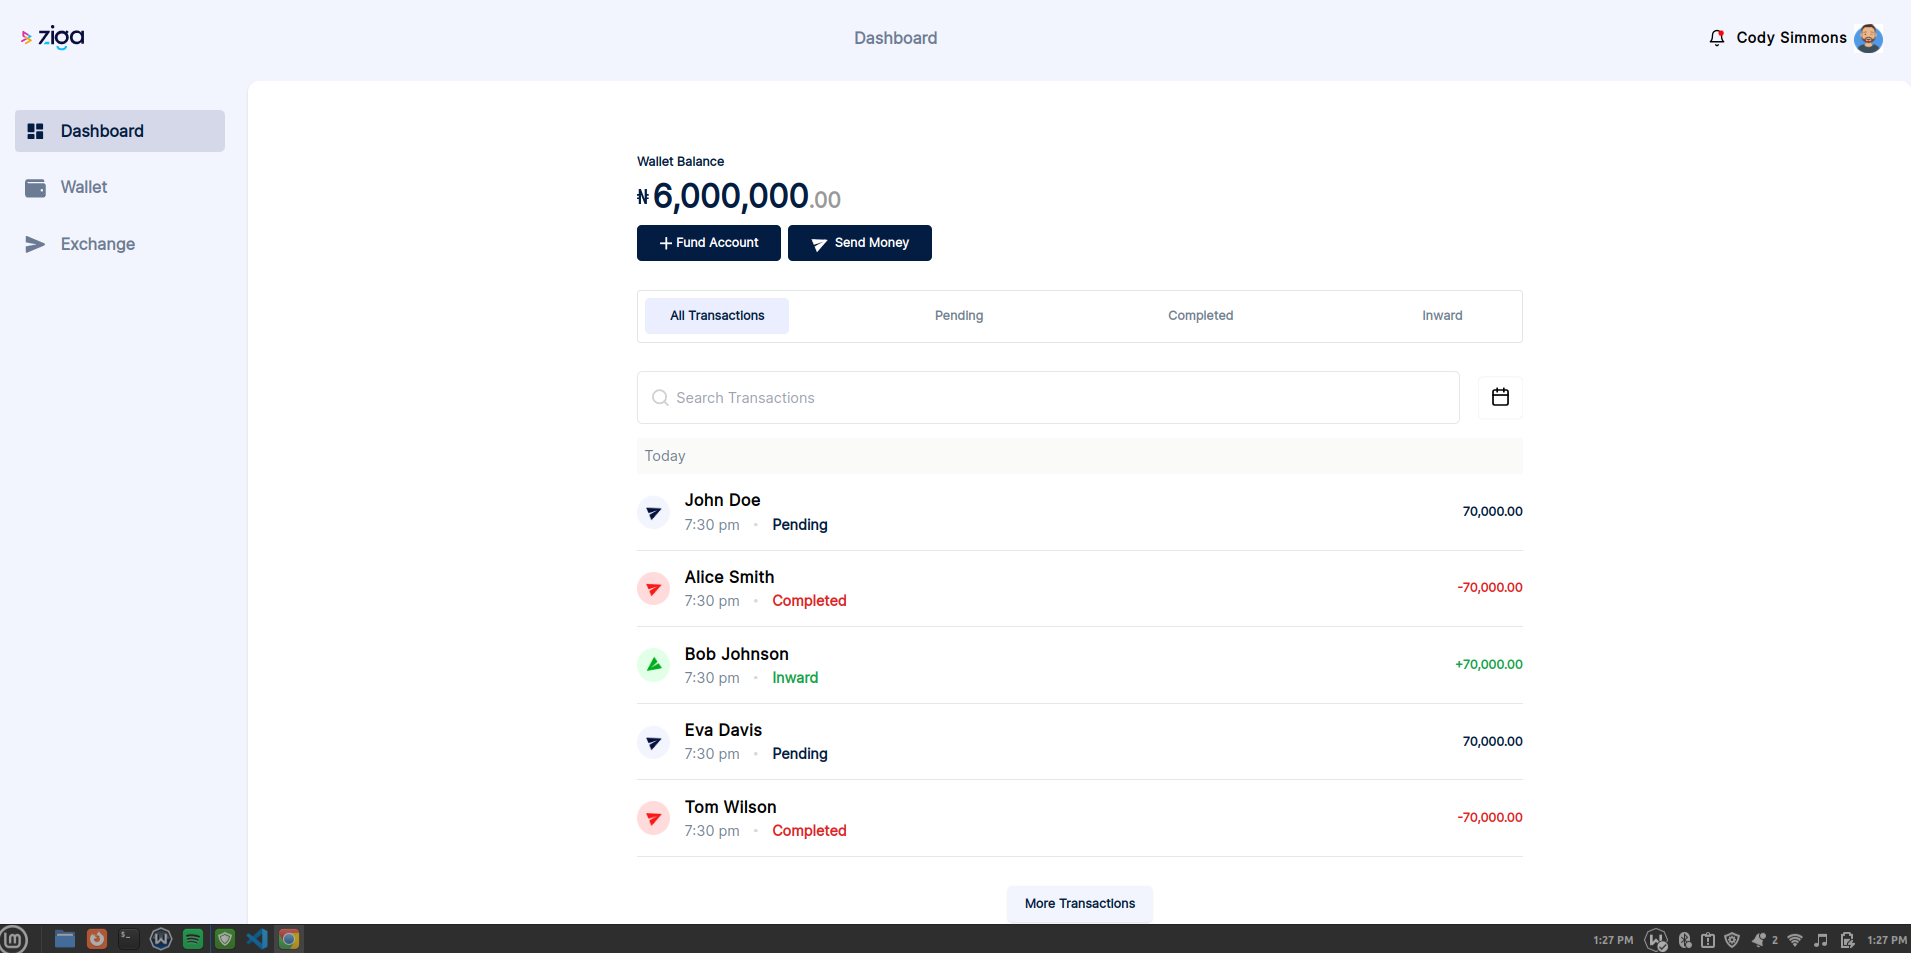 ziga
Dashboard
Cody Simmons
Dashboard
Wallet
Exchange
Wallet Balance
₦6,000,000.00
Fund Account
Send Money
All Transactions
Pending
Completed
Inward
Search Transactions
Today
John Doe
70,000.00
7:30 pm • Pending
Alice Smith
-70,000.00
7:30 pm • Completed
Bob Johnson
+70,000.00
7:30 pm • Inward
Eva Davis
70,000.00
7:30 pm • Pending
Tom Wilson
-70,000.00
7:30 pm • Completed
More Transactions
1:27 PM
2
1:27 PM